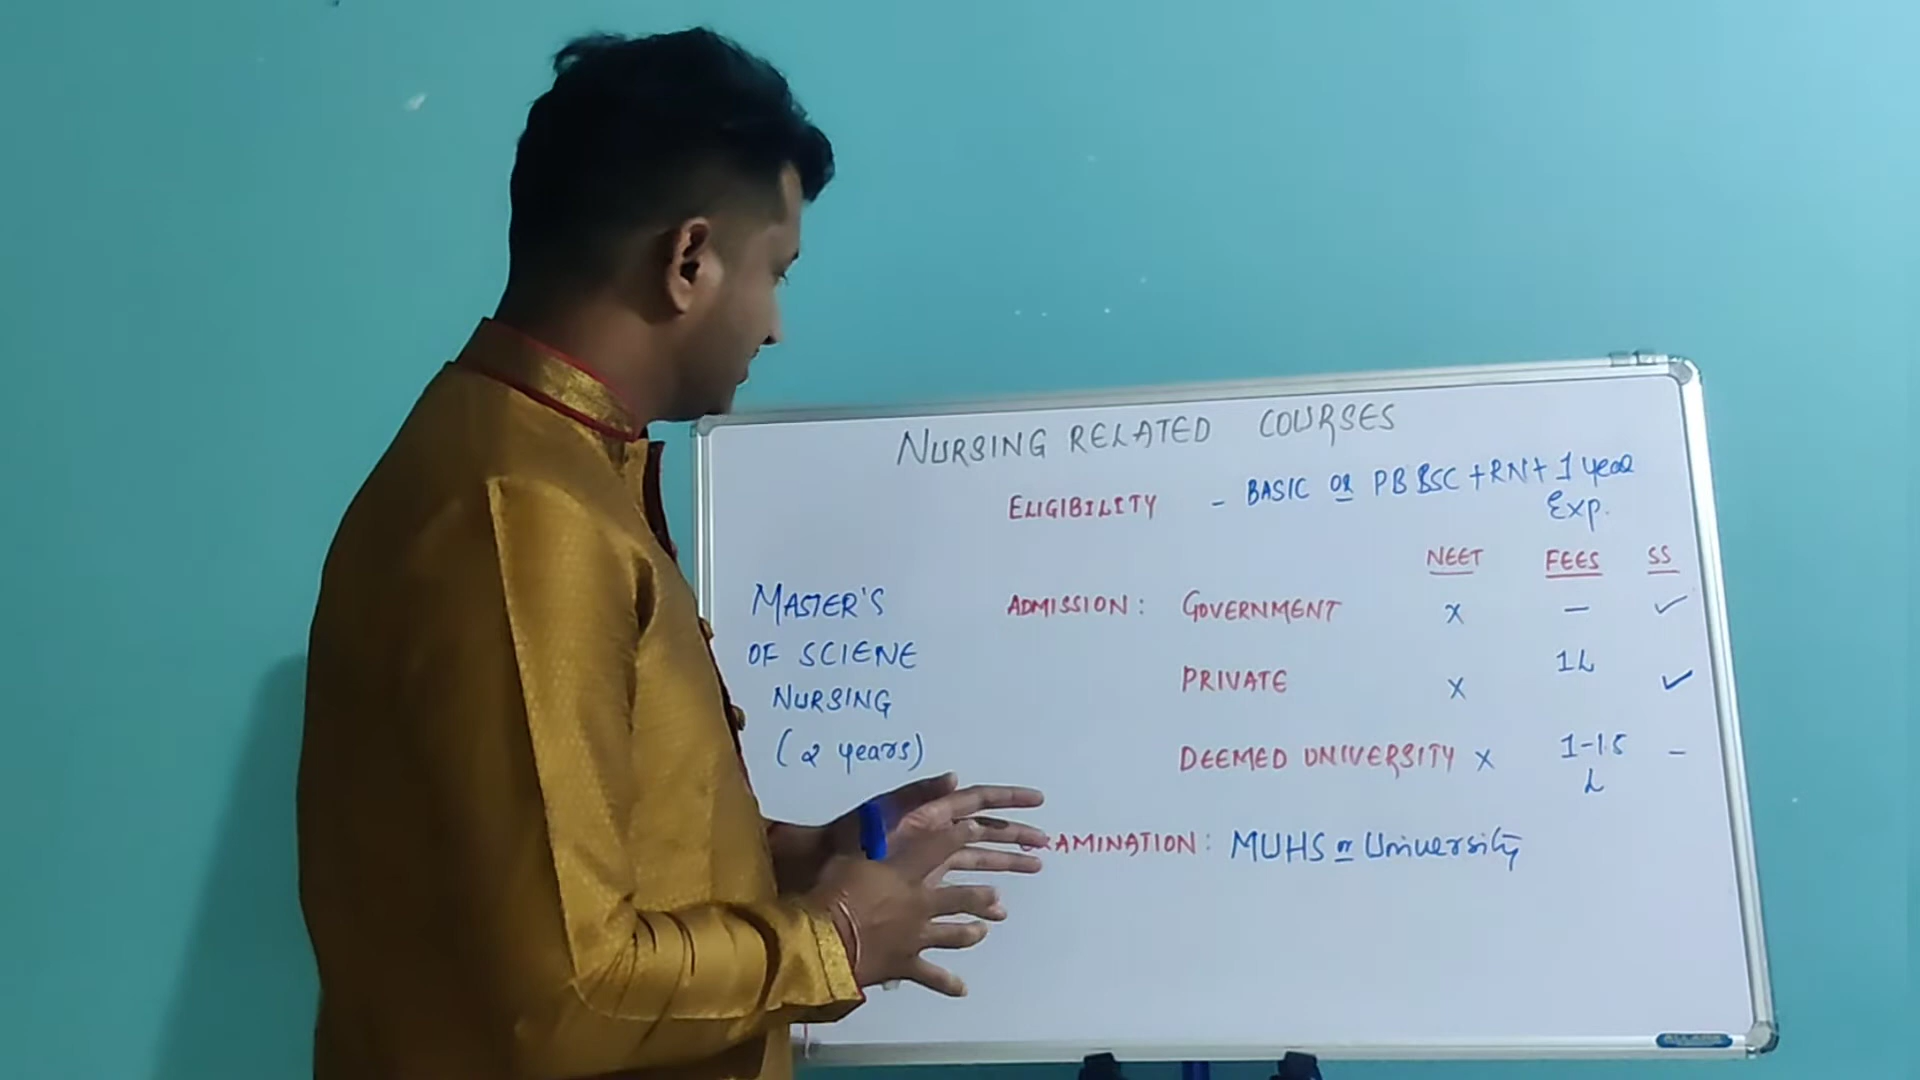 NURSING RELATED COURSES
ELIGIBILITY - BASIC OR PB BSC + RN + 1 year
Exp.
NEET FEES SS
MASTER'S
OF SCIENE
NURSING
(2 years)
ADMISSION: GOVERNMENT x - ✓
PRIVATE x 1L ✓
DEEMED UNIVERSITY x 1-1.5 -
L
XAMINATION: MUHS or University